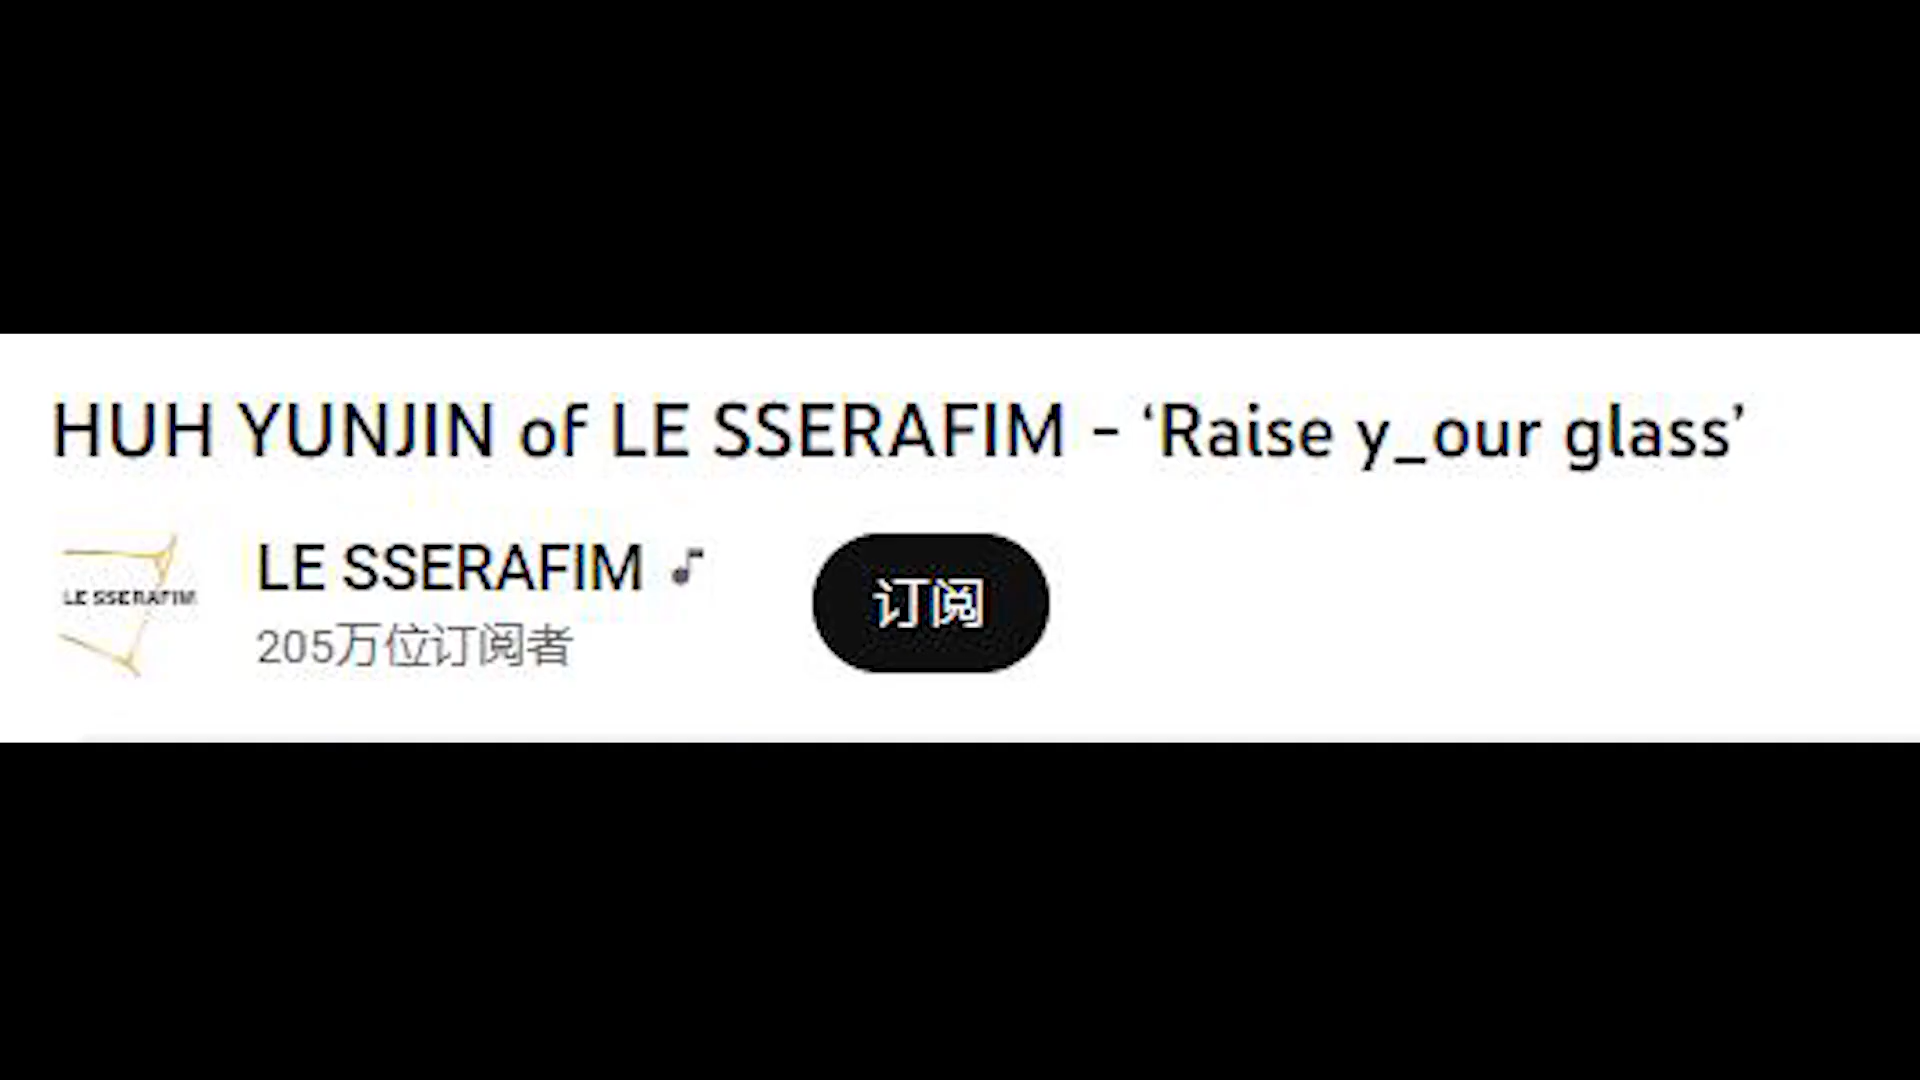 HUH YUNJIN of LE SSERAFIM - ‘Raise y_our glass’
LE SSERAFIM
LE SSERAFIM
205万位订阅者
订阅